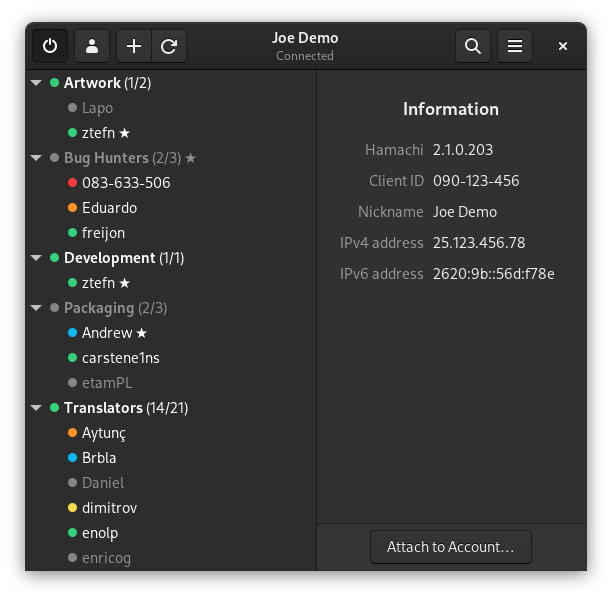 Joe Demo
Connected
Artwork (1/2)
Lapo
ztefn ★
Bug Hunters (2/3) ★
083-633-506
Eduardo
freijon
Development (1/1)
ztefn ★
Packaging (2/3)
Andrew ★
carstene1ns
etamPL
Translators (14/21)
Aytunç
Brbla
Daniel
dimitrov
enolp
enricog
Information
Hamachi 2.1.0.203
Client ID 090-123-456
Nickname Joe Demo
IPv4 address 25.123.456.78
IPv6 address 2620:9b::56d:f78e
Attach to Account…